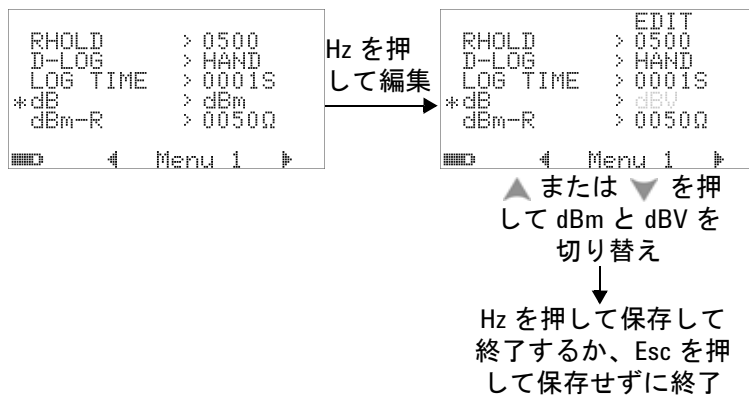 RHOLD > 0500
D-LOG > HAND
LOG TIME > 0001S
*dB > dBm
dBm-R > 0050Ω
Menu 1
Hz を押
して編集
EDIT
RHOLD > 0500
D-LOG > HAND
LOG TIME > 0001S
*dB > dBV
dBm-R > 0050Ω
Menu 1
▲ または ▼ を押
して dBm と dBV を
切り替え
Hz を押して保存して
終了するか、Esc を押
して保存せずに終了